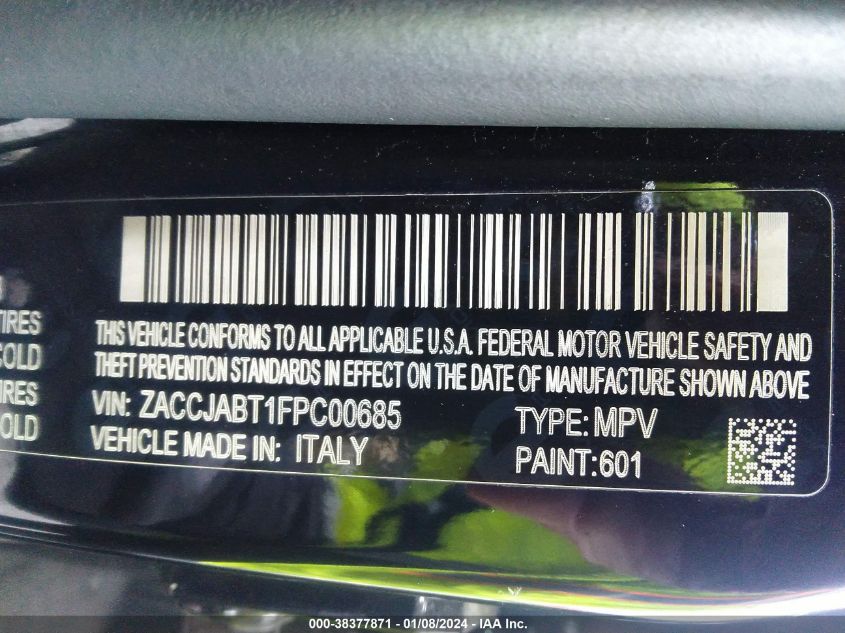 TIRES
COLD
TIRES
COLD
THIS VEHICLE CONFORMS TO ALL APPLICABLE U.S.A. FEDERAL MOTOR VEHICLE SAFETY AND
THEFT PREVENTION STANDARDS IN EFFECT ON THE DATE OF MANUFACTURE SHOWN ABOVE
VIN: ZACCJABT1FPC00685 TYPE: MPV
VEHICLE MADE IN: ITALY PAINT:601
000-38377871 | 01/08/2024 - IAA Inc.